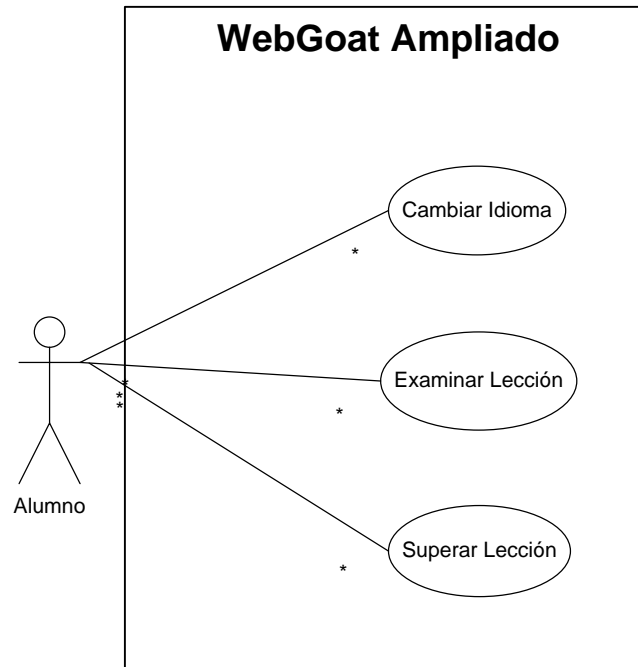 WebGoat Ampliado
Cambiar Idioma
*
Examinar Lección
*
*
*
*
Alumno
Superar Lección
*